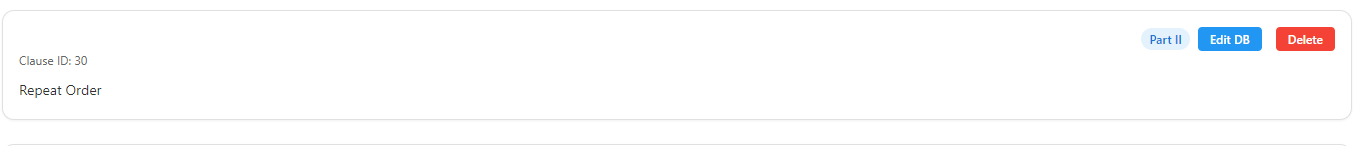 Part II Edit DB Delete
Clause ID: 30
Repeat Order